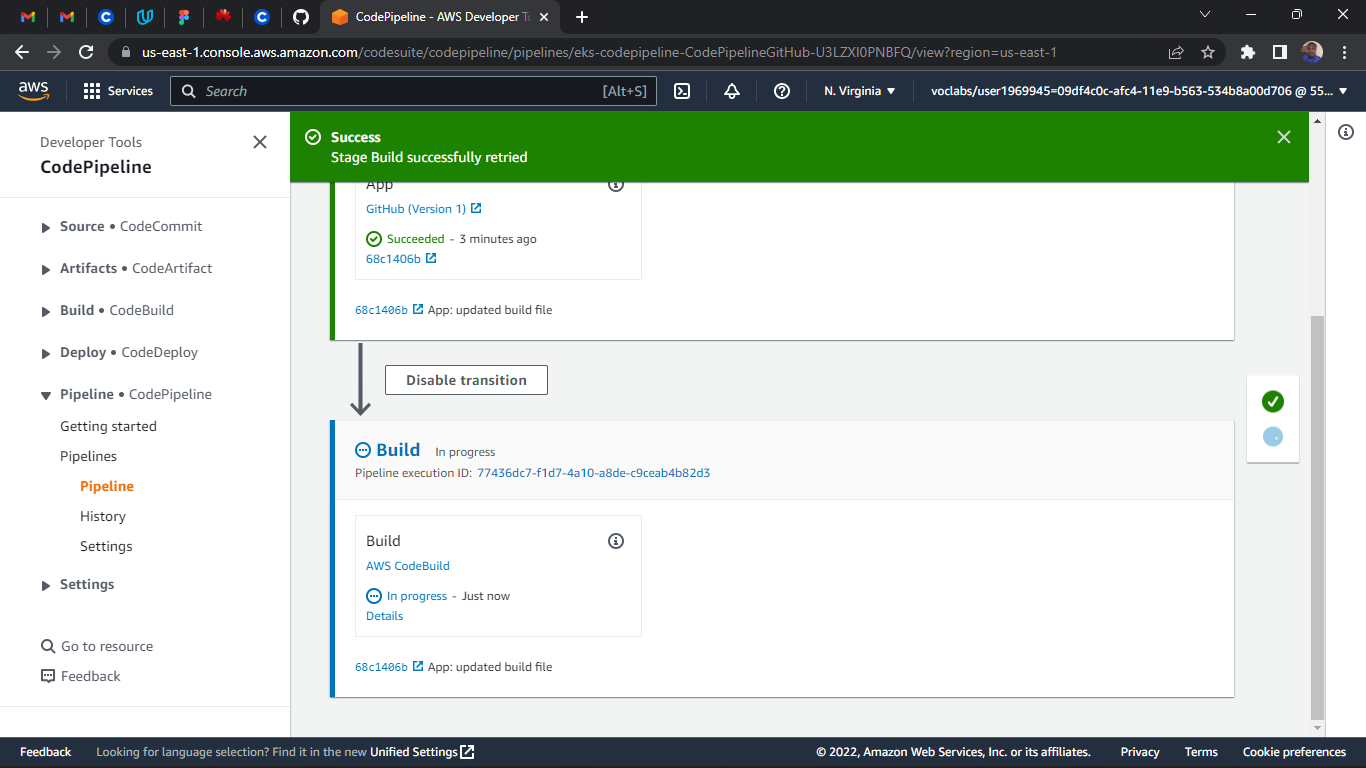 CodePipeline - AWS Developer To
us-east-1.console.aws.amazon.com/codesuite/codepipeline/pipelines/eks-codepipeline-CodePipelineGitHub-U3LZXI0PNBFQ/view?region=us-east-1
aws
Services
Search
[Alt+S]
N. Virginia
voclabs/user1969945=09df4c0c-afc4-11e9-b563-534b8a00d706 @ 55...
Developer Tools
CodePipeline
Source • CodeCommit
Artifacts • CodeArtifact
Build • CodeBuild
Deploy • CodeDeploy
Pipeline • CodePipeline
Getting started
Pipelines
Pipeline
History
Settings
Settings
Go to resource
Feedback
Success
Stage Build successfully retried
App
GitHub (Version 1)
Succeeded - 3 minutes ago
68c1406b
68c1406b App: updated build file
Disable transition
Build In progress
Pipeline execution ID: 77436dc7-f1d7-4a10-a8de-c9ceab4b82d3
Build
AWS CodeBuild
In progress - Just now
Details
68c1406b App: updated build file
Feedback
Looking for language selection? Find it in the new Unified Settings
© 2022, Amazon Web Services, Inc. or its affiliates.
Privacy
Terms
Cookie preferences